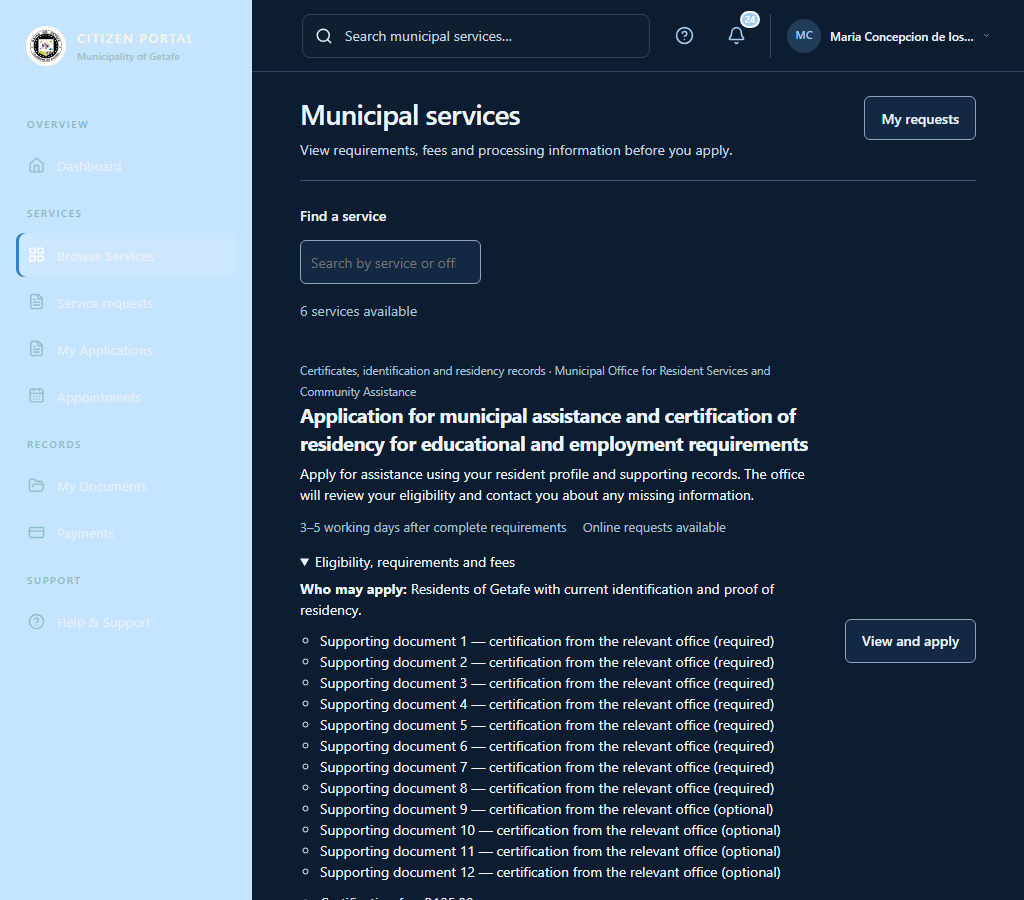 CITIZEN PORTAL
Municipality of Getafe
OVERVIEW
Dashboard
SERVICES
Browse Services
Service requests
My Applications
Appointments
RECORDS
My Documents
Payments
SUPPORT
Help & Support
Search municipal services...
24
MC
Maria Concepcion de los...
Municipal services
My requests
View requirements, fees and processing information before you apply.
Find a service
Search by service or offi
6 services available
Certificates, identification and residency records · Municipal Office for Resident Services and
Community Assistance
Application for municipal assistance and certification of
residency for educational and employment requirements
Apply for assistance using your resident profile and supporting records. The office
will review your eligibility and contact you about any missing information.
3–5 working days after complete requirements Online requests available
Eligibility, requirements and fees
Who may apply: Residents of Getafe with current identification and proof of
residency.
Supporting document 1 — certification from the relevant office (required)
View and apply
Supporting document 2 — certification from the relevant office (required)
Supporting document 3 — certification from the relevant office (required)
Supporting document 4 — certification from the relevant office (required)
Supporting document 5 — certification from the relevant office (required)
Supporting document 6 — certification from the relevant office (required)
Supporting document 7 — certification from the relevant office (required)
Supporting document 8 — certification from the relevant office (required)
Supporting document 9 — certification from the relevant office (optional)
Supporting document 10 — certification from the relevant office (optional)
Supporting document 11 — certification from the relevant office (optional)
Supporting document 12 — certification from the relevant office (optional)